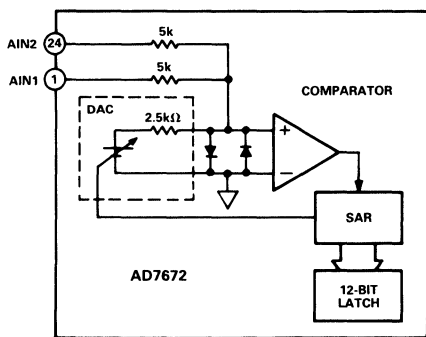 5k
AIN2 24
5k
AIN1 1
COMPARATOR
DAC
2.5kΩ
+
−
SAR
AD7672
12-BIT
LATCH